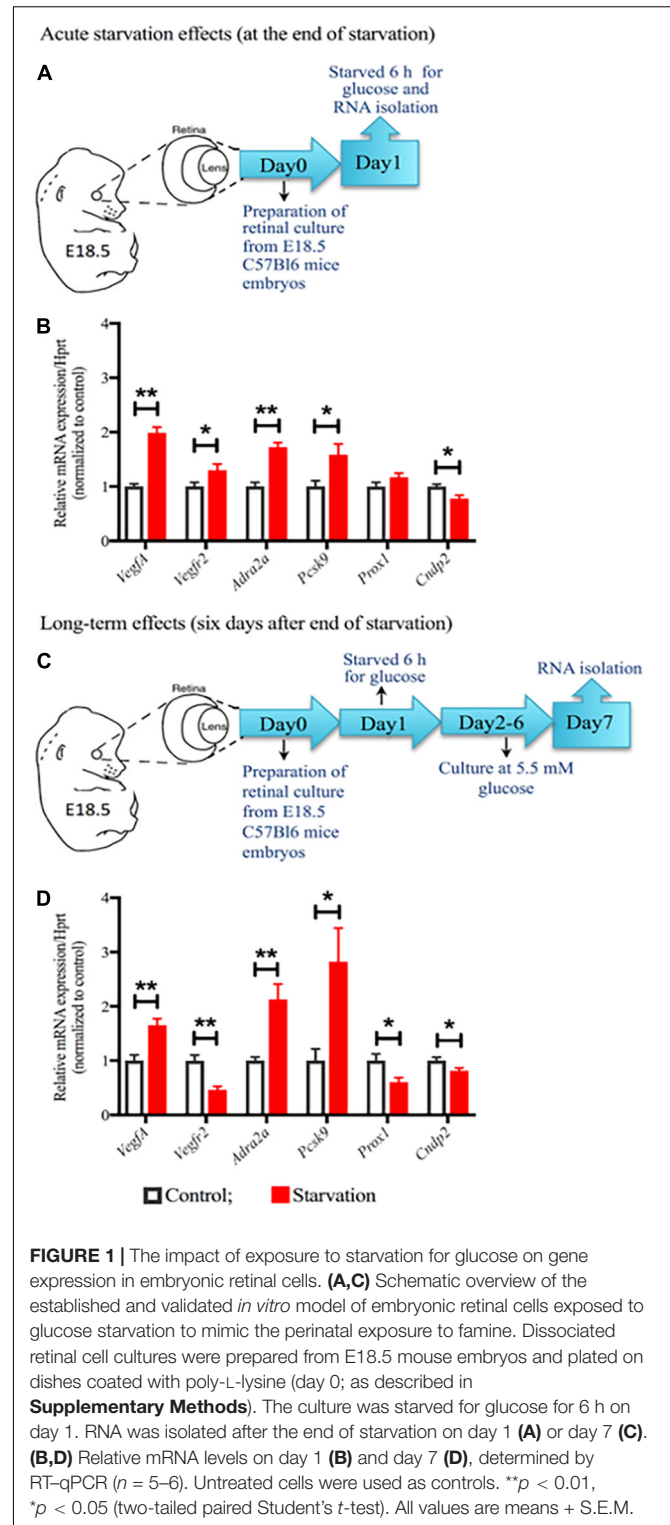 Acute starvation effects (at the end of starvation)
A
Starved 6 h for
glucose and
RNA isolation
Retina
Lens
Day0
Day1
E18.5
Preparation of
retinal culture
from E18.5
C57Bl6 mice
embryos
B
Relative mRNA expression/Hprt
(normalized to control)
4
3
2
1
0
**
*
**
*
*
VegfA
Vegfr2
Adra2a
Pcsk9
Prox1
Cndp2
Long-term effects (six days after end of starvation)
C
Starved 6 h
for glucose
RNA isolation
Retina
Lens
Day0
Day1
Day2-6
Day7
E18.5
Preparation of
retinal culture
from E18.5
C57Bl6 mice
embryos
Culture at 5.5 mM
glucose
D
Relative mRNA expression/Hprt
(normalized to control)
4
3
2
1
0
**
**
**
*
*
*
VegfA
Vegfr2
Adra2a
Pcsk9
Prox1
Cndp2
Control; Starvation
FIGURE 1 | The impact of exposure to starvation for glucose on gene
expression in embryonic retinal cells. (A,C) Schematic overview of the
established and validated in vitro model of embryonic retinal cells exposed to
glucose starvation to mimic the perinatal exposure to famine. Dissociated
retinal cell cultures were prepared from E18.5 mouse embryos and plated on
dishes coated with poly-L-lysine (day 0; as described in
Supplementary Methods). The culture was starved for glucose for 6 h on
day 1. RNA was isolated after the end of starvation on day 1 (A) or day 7 (C).
(B,D) Relative mRNA levels on day 1 (B) and day 7 (D), determined by
RT–qPCR (n = 5–6). Untreated cells were used as controls. **p < 0.01,
*p < 0.05 (two-tailed paired Student's t-test). All values are means + S.E.M.